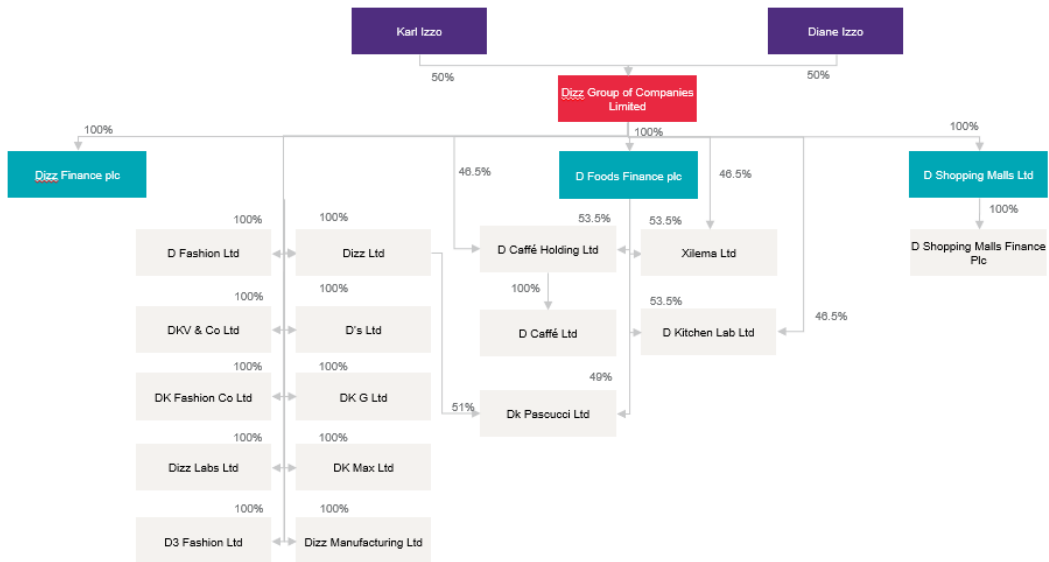 Karl Izzo
Diane Izzo
50%
50%
Dizz Group of Companies
Limited
100%
100%
100%
Dizz Finance plc
46.5%
D Foods Finance plc
46.5%
D Shopping Malls Ltd
100%
100%
53.5%
53.5%
100%
D Fashion Ltd
Dizz Ltd
D Caffé Holding Ltd
Xilema Ltd
D Shopping Malls Finance
Plc
100%
100%
100%
53.5%
46.5%
DKV & Co Ltd
D's Ltd
D Caffé Ltd
D Kitchen Lab Ltd
100%
100%
49%
DK Fashion Co Ltd
DK G Ltd
51%
Dk Pascucci Ltd
100%
100%
Dizz Labs Ltd
DK Max Ltd
100%
100%
D3 Fashion Ltd
Dizz Manufacturing Ltd